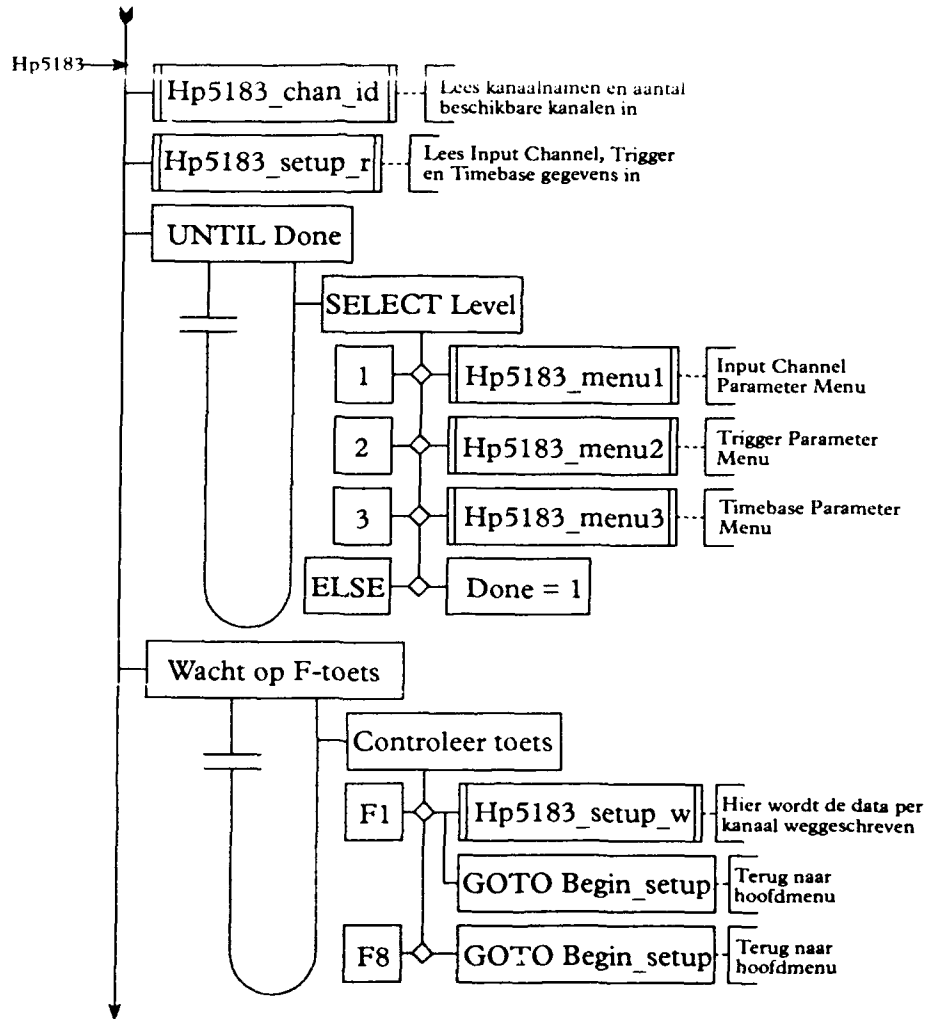 Hp5183
Hp5183_chan_id
Lees kanaalnamen en aantal
beschikbare kanalen in
Hp5183_setup_r
Lees Input Channel, Trigger
en Timebase gegevens in
UNTIL Done
SELECT Level
1
Hp5183_menu1
Input Channel
Parameter Menu
2
Hp5183_menu2
Trigger Parameter
Menu
3
Hp5183_menu3
Timebase Parameter
Menu
ELSE
Done = 1
Wacht op F-toets
Controleer toets
F1
Hp5183_setup_w
Hier wordt de data per
kanaal weggeschreven
GOTO Begin_setup
Terug naar
hoofdmenu
F8
GOTO Begin_setup
Terug naar
hoofdmenu